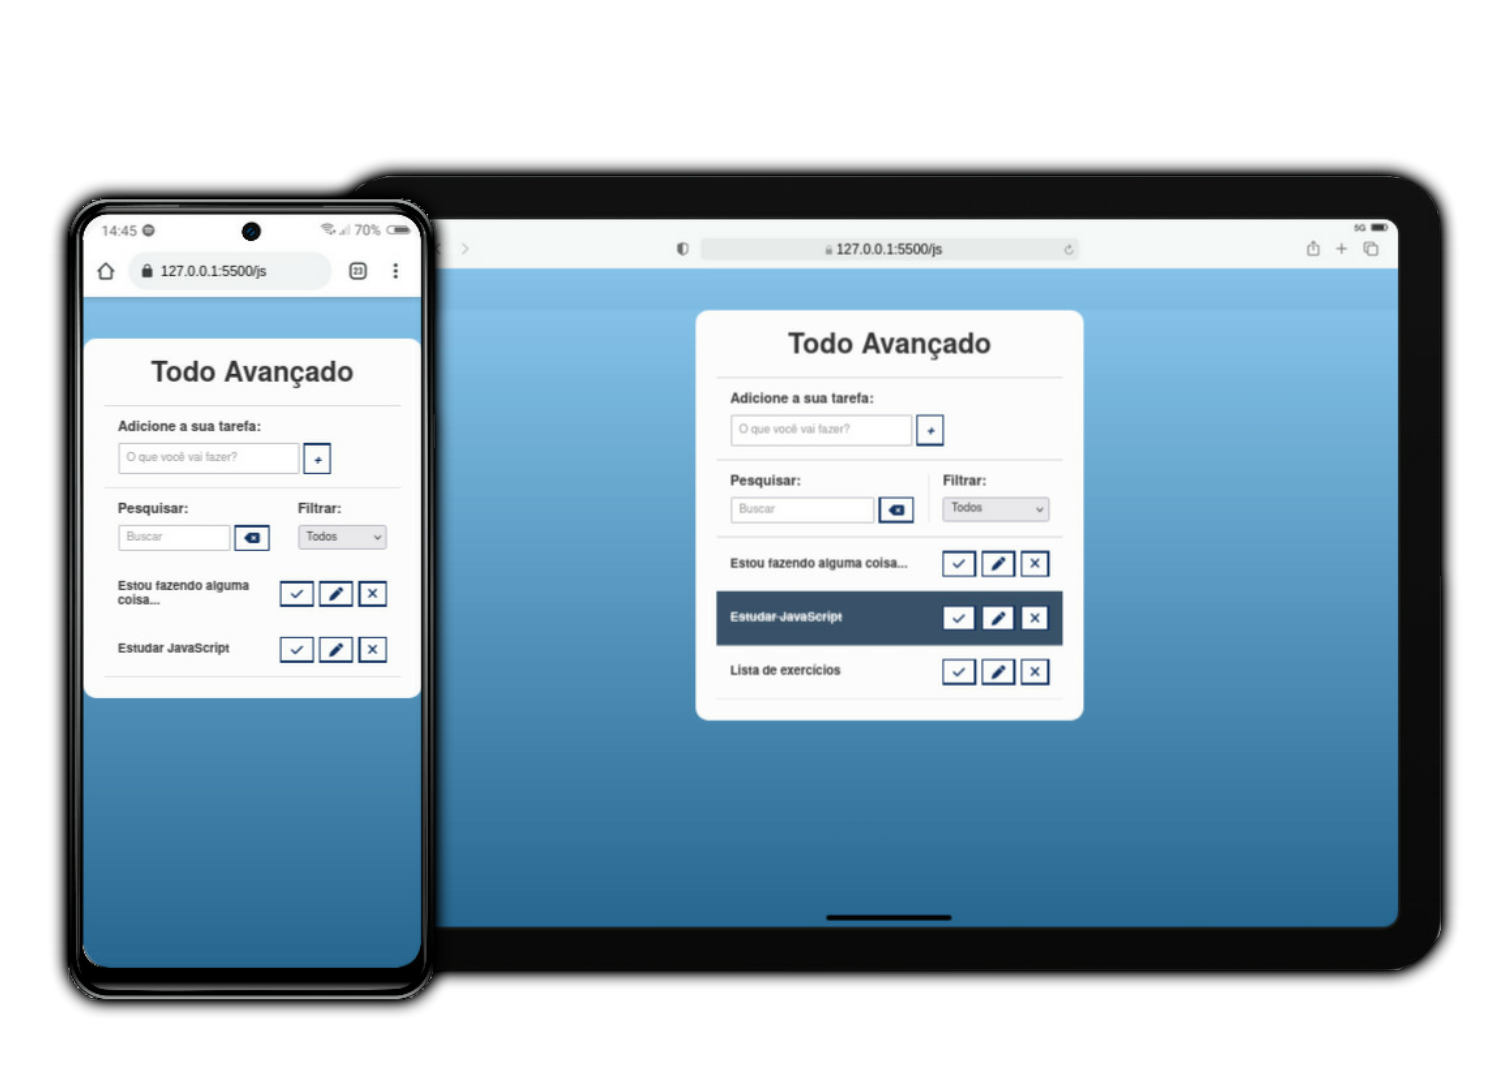 14:45
70%
127.0.0.1:5500/js
23
Todo Avançado
Adicione a sua tarefa:
O que você vai fazer?
+
Pesquisar:
Filtrar:
Buscar
Todos
Estou fazendo alguma
coisa...
Estudar JavaScript
5G
127.0.0.1:5500/js
Todo Avançado
Adicione a sua tarefa:
O que você vai fazer?
+
Pesquisar:
Filtrar:
Buscar
Todos
Estou fazendo alguma coisa...
Estudar JavaScript
Lista de exercícios